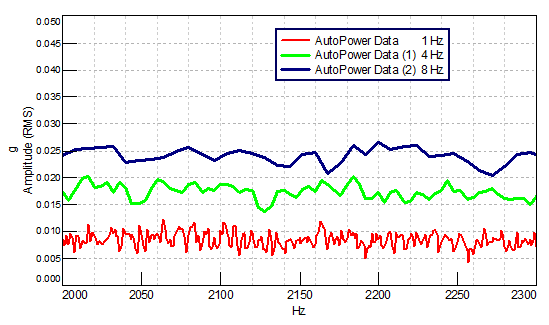 0.050
0.045
0.040
0.035
0.030
0.025
0.020
0.015
0.010
0.005
0.000
g
Amplitude (RMS)
AutoPower Data 1 Hz
AutoPower Data (1) 4 Hz
AutoPower Data (2) 8 Hz
2000 2050 2100 2150 2200 2250 2300
Hz